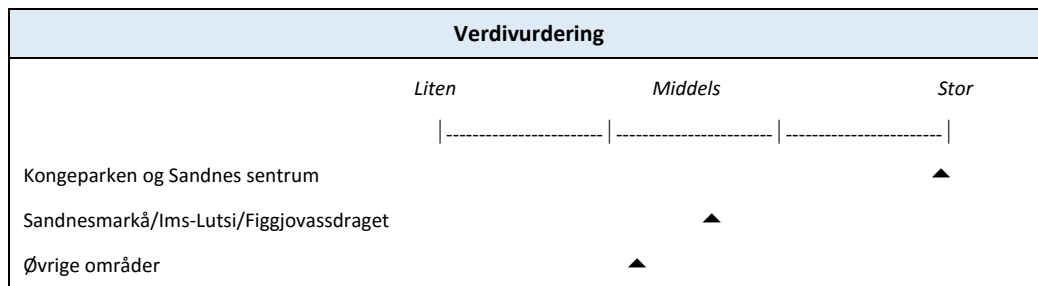 Verdivurdering
Liten Middels Stor
|------------------------|------------------------|------------------------|
Kongeparken og Sandnes sentrum
Sandnesmarkå/Ims-Lutsi/Figgjovassdraget
Øvrige områder